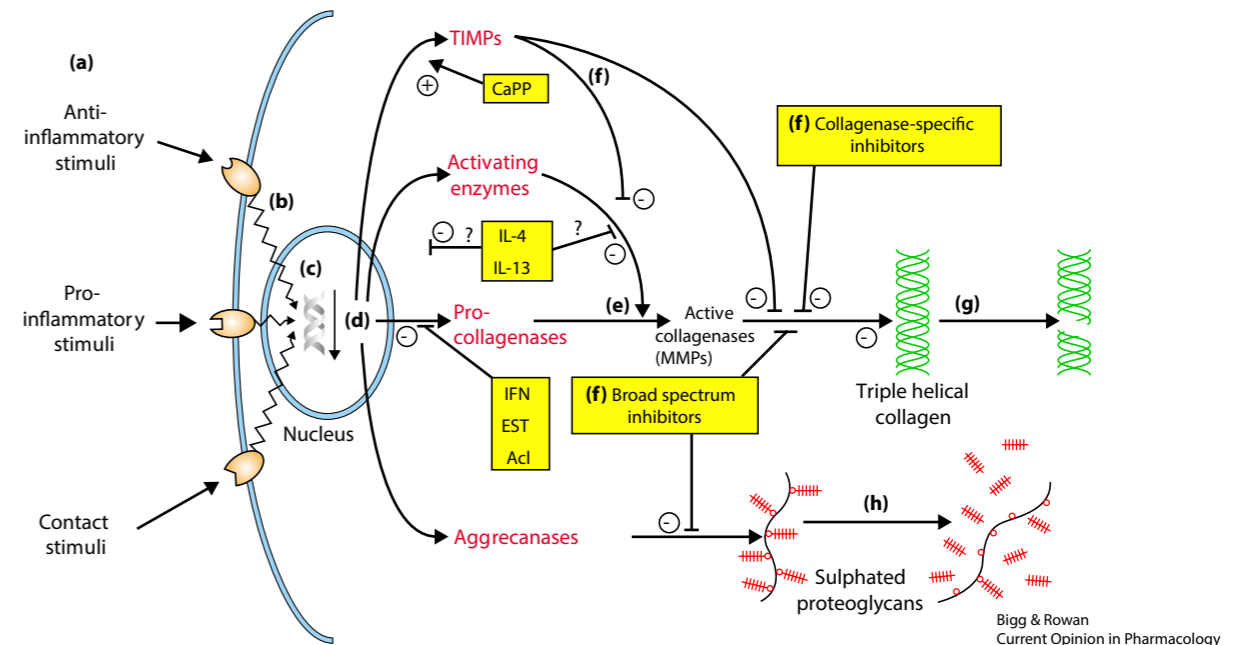 (a)
Anti-
inflammatory
stimuli
(b)
Pro-
inflammatory
stimuli
Contact
stimuli
(c)
(d)
Nucleus
TIMPs
+
CaPP
(f)
-
Activating
enzymes
- ?
IL-4
IL-13
?
-
Pro-
collagenases
-
IFN
EST
AcI
(e)
Active
collagenases
(MMPs)
(f) Collagenase-specific
inhibitors
-
-
-
(f) Broad spectrum
inhibitors
(g)
Triple helical
collagen
Aggrecanases
-
(h)
Sulphated
proteoglycans
Bigg & Rowan
Current Opinion in Pharmacology